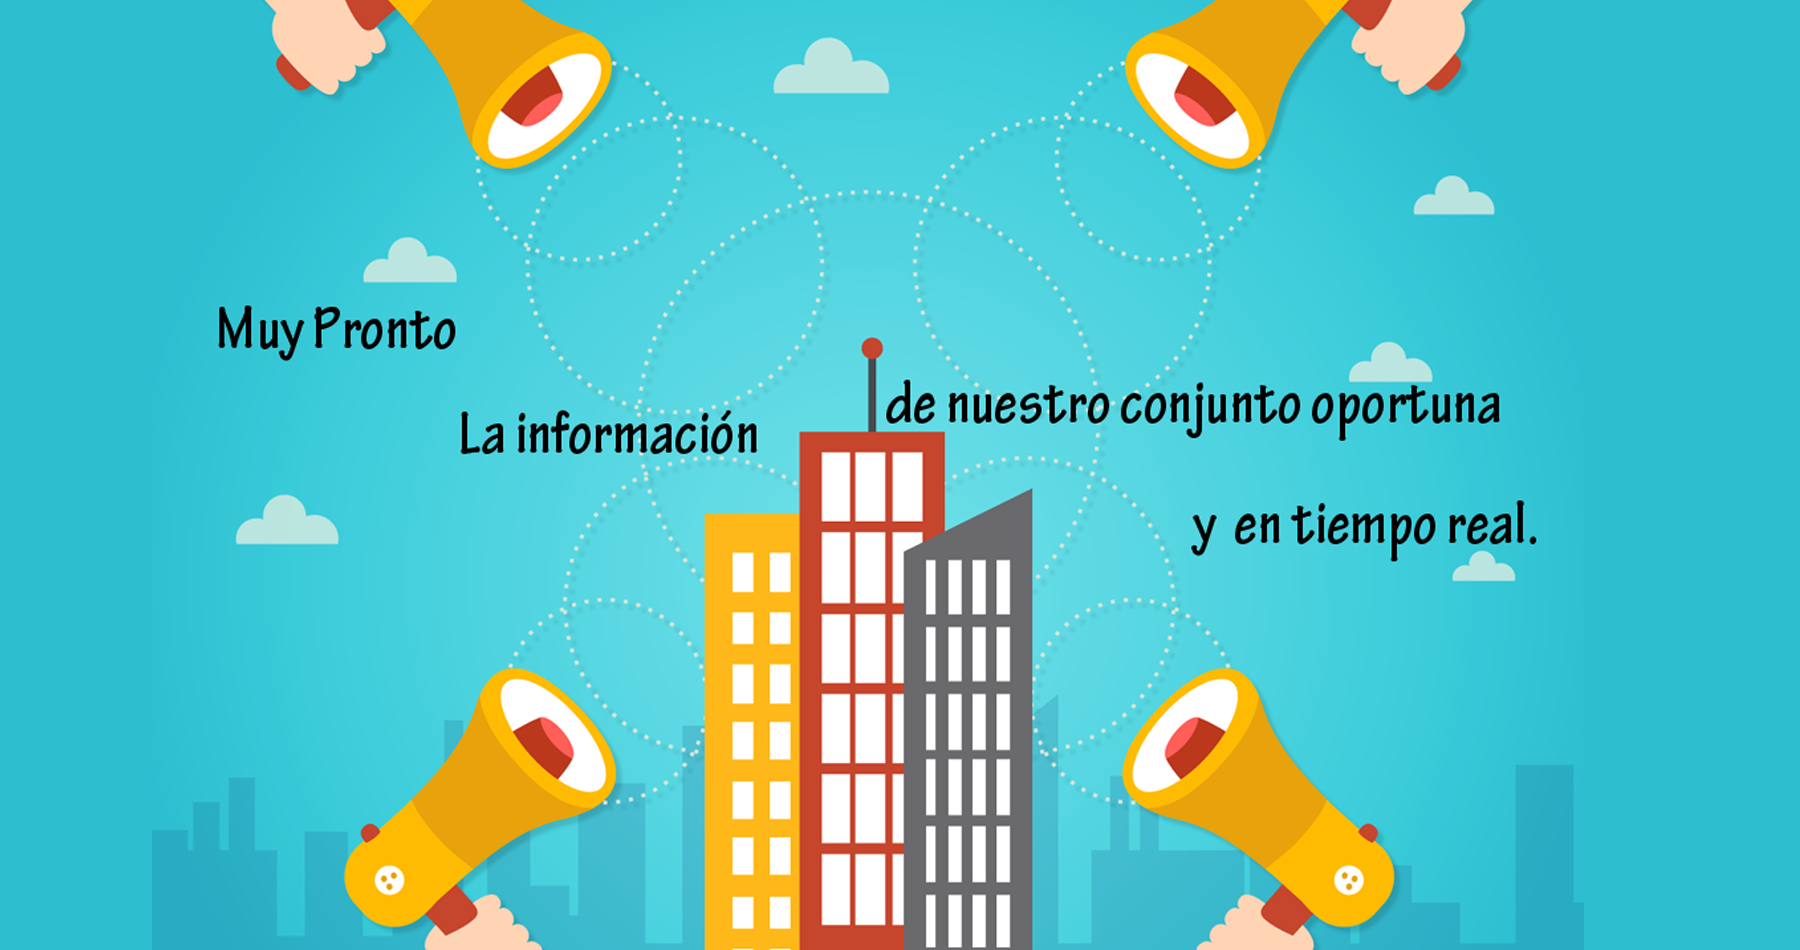 Muy Pronto
La información
de nuestro conjunto oportuna
y en tiempo real.